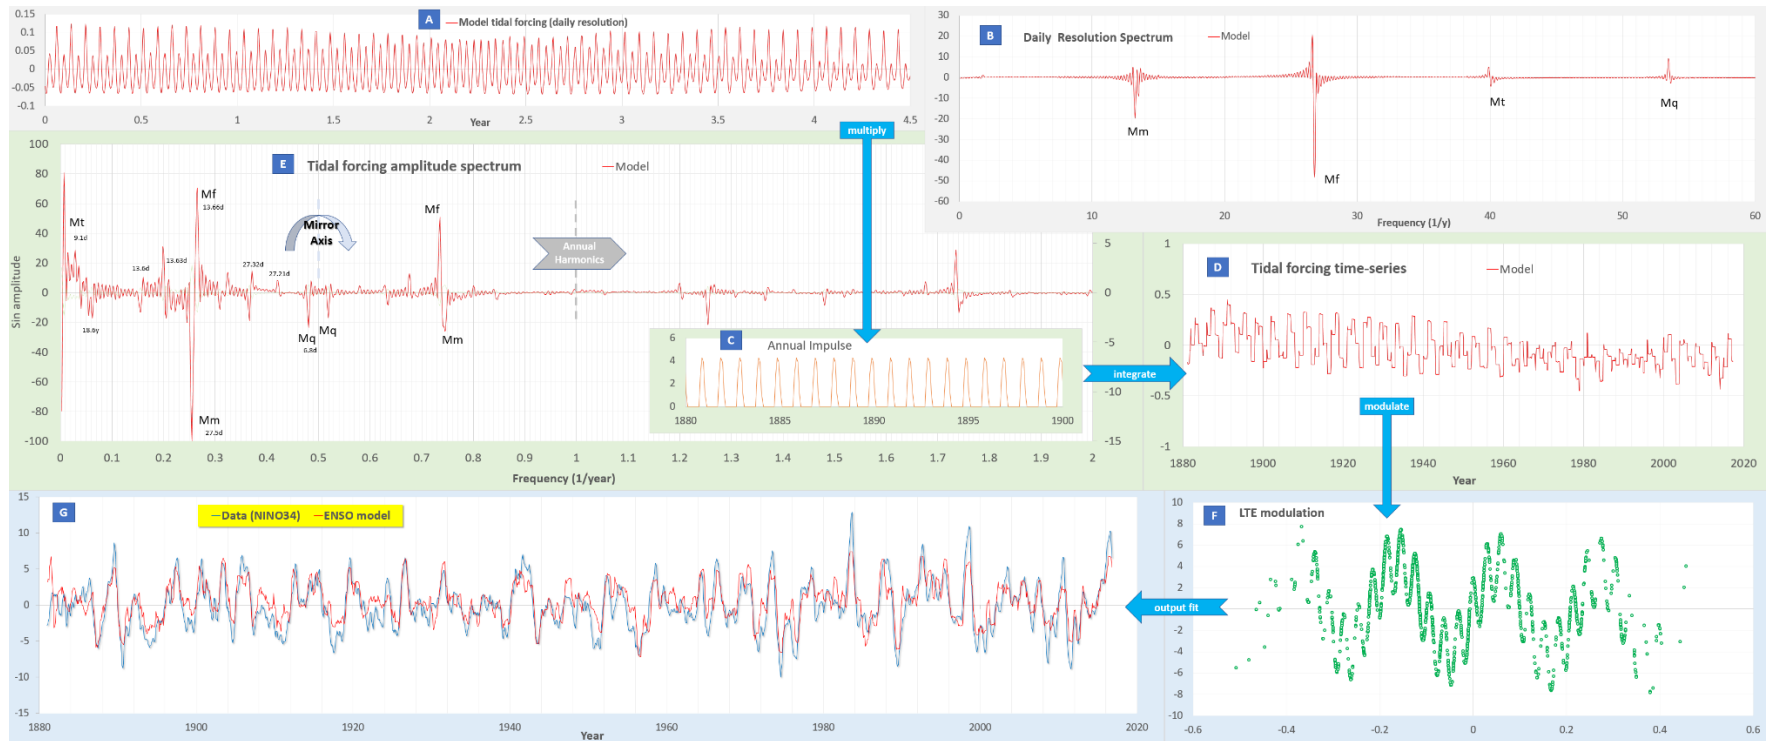 A
Model tidal forcing (daily resolution)
0.15
0.1
0.05
0
-0.05
0.1
0 0.5 1 1.5 2 2.5 3 3.5 4 4.5
Year
B
Daily Resolution Spectrum
Model
30
20
10
0
-10
-20
-30
-40
-50
-60
Mm
Mf
Mt
Mq
0 10 20 30 40 50 60
Frequency (1/y)
multiply
E
Tidal forcing amplitude spectrum
Model
Sin amplitude
100
80
60
40
20
0
-20
-40
-60
-80
-100
Mt
9.1d
18.6y
13.6d
13.63d
Mf
13.66d
27.32d
27.21d
Mirror
Axis
Mf
Annual
Harmonics
Mq
6.8d
Mq
Mm
Mm
27.5d
5
0
-5
-10
-15
0 0.1 0.2 0.3 0.4 0.5 0.6 0.7 0.8 0.9 1 1.1 1.2 1.3 1.4 1.5 1.6 1.7 1.8 1.9 2
Frequency (1/year)
C
Annual Impulse
6
4
2
0
1880 1885 1890 1895 1900
integrate
D
Tidal forcing time-series
Model
1
0.5
0
-0.5
-1
1880 1900 1920 1940 1960 1980 2000 2020
Year
modulate
G
Data (NINO34) ENSO model
15
10
5
0
-5
-10
-15
1880 1900 1920 1940 1960 1980 2000 2020
Year
output fit
F
LTE modulation
10
8
6
4
2
0
-2
-4
-6
-8
-10
-0.6 -0.4 -0.2 0 0.2 0.4 0.6